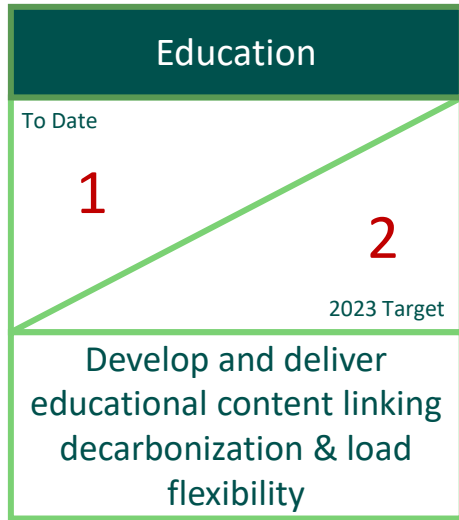 Education
To Date
1
2
2023 Target
Develop and deliver
educational content linking
decarbonization & load
flexibility